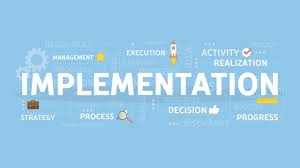 MANAGEMENT
EXECUTION
ACTIVITY
REALIZATION
IMPLEMENTATION
STRATEGY
PROCESS
DECISION
PROGRESS